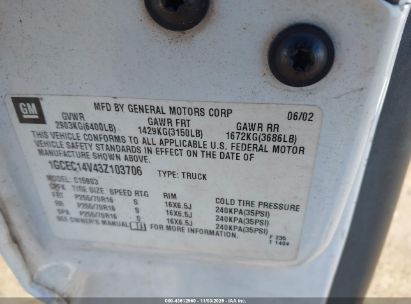 GM
MFD BY GENERAL MOTORS CORP 06/02
GVWR GAWR FRT GAWR RR
2903KG(6400LB) 1429KG(3150LB) 1672KG(3686LB)
THIS VEHICLE CONFORMS TO ALL APPLICABLE U.S. FEDERAL MOTOR
VEHICLE SAFETY STANDARDS IN EFFECT ON THE DATE OF
MANUFACTURE SHOWN ABOVE.
1GCEC14V43Z103706 TYPE: TRUCK
MODEL: C15903
TIRE SIZE SPEED RTG RIM COLD TIRE PRESSURE
FRT P255/70R16 S 16X6.5J 240KPA(35PSI)
RR P255/70R16 S 16X6.5J 240KPA(35PSI)
SPA P255/70R16 S 16X6.5J 240KPA(35PSI)
SEE OWNER'S MANUAL FOR MORE INFORMATION.